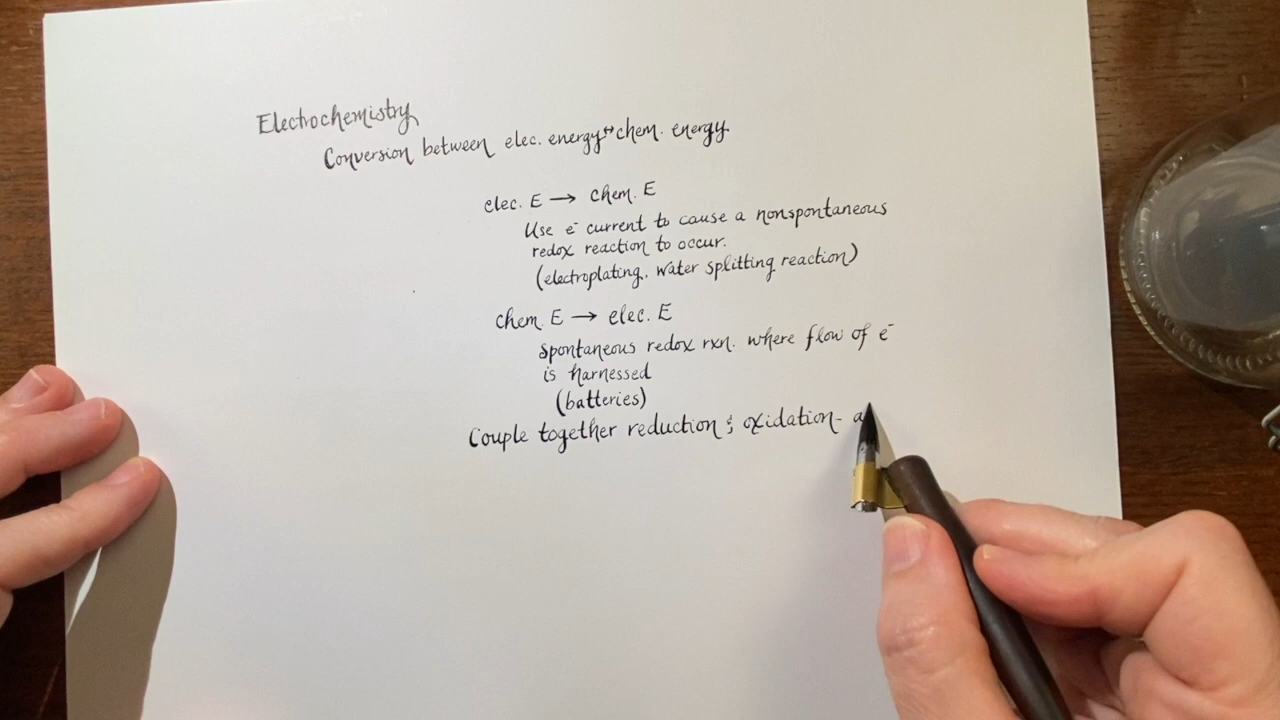 Electrochemistry
Conversion between elec. energy ↔ chem. energy
elec. E → chem. E
Use e⁻ current to cause a nonspontaneous
redox reaction to occur.
(electroplating, water splitting reaction)
chem. E → elec. E
spontaneous redox rxn. where flow of e⁻
is harnessed
(batteries)
Couple together reduction & oxidation - a